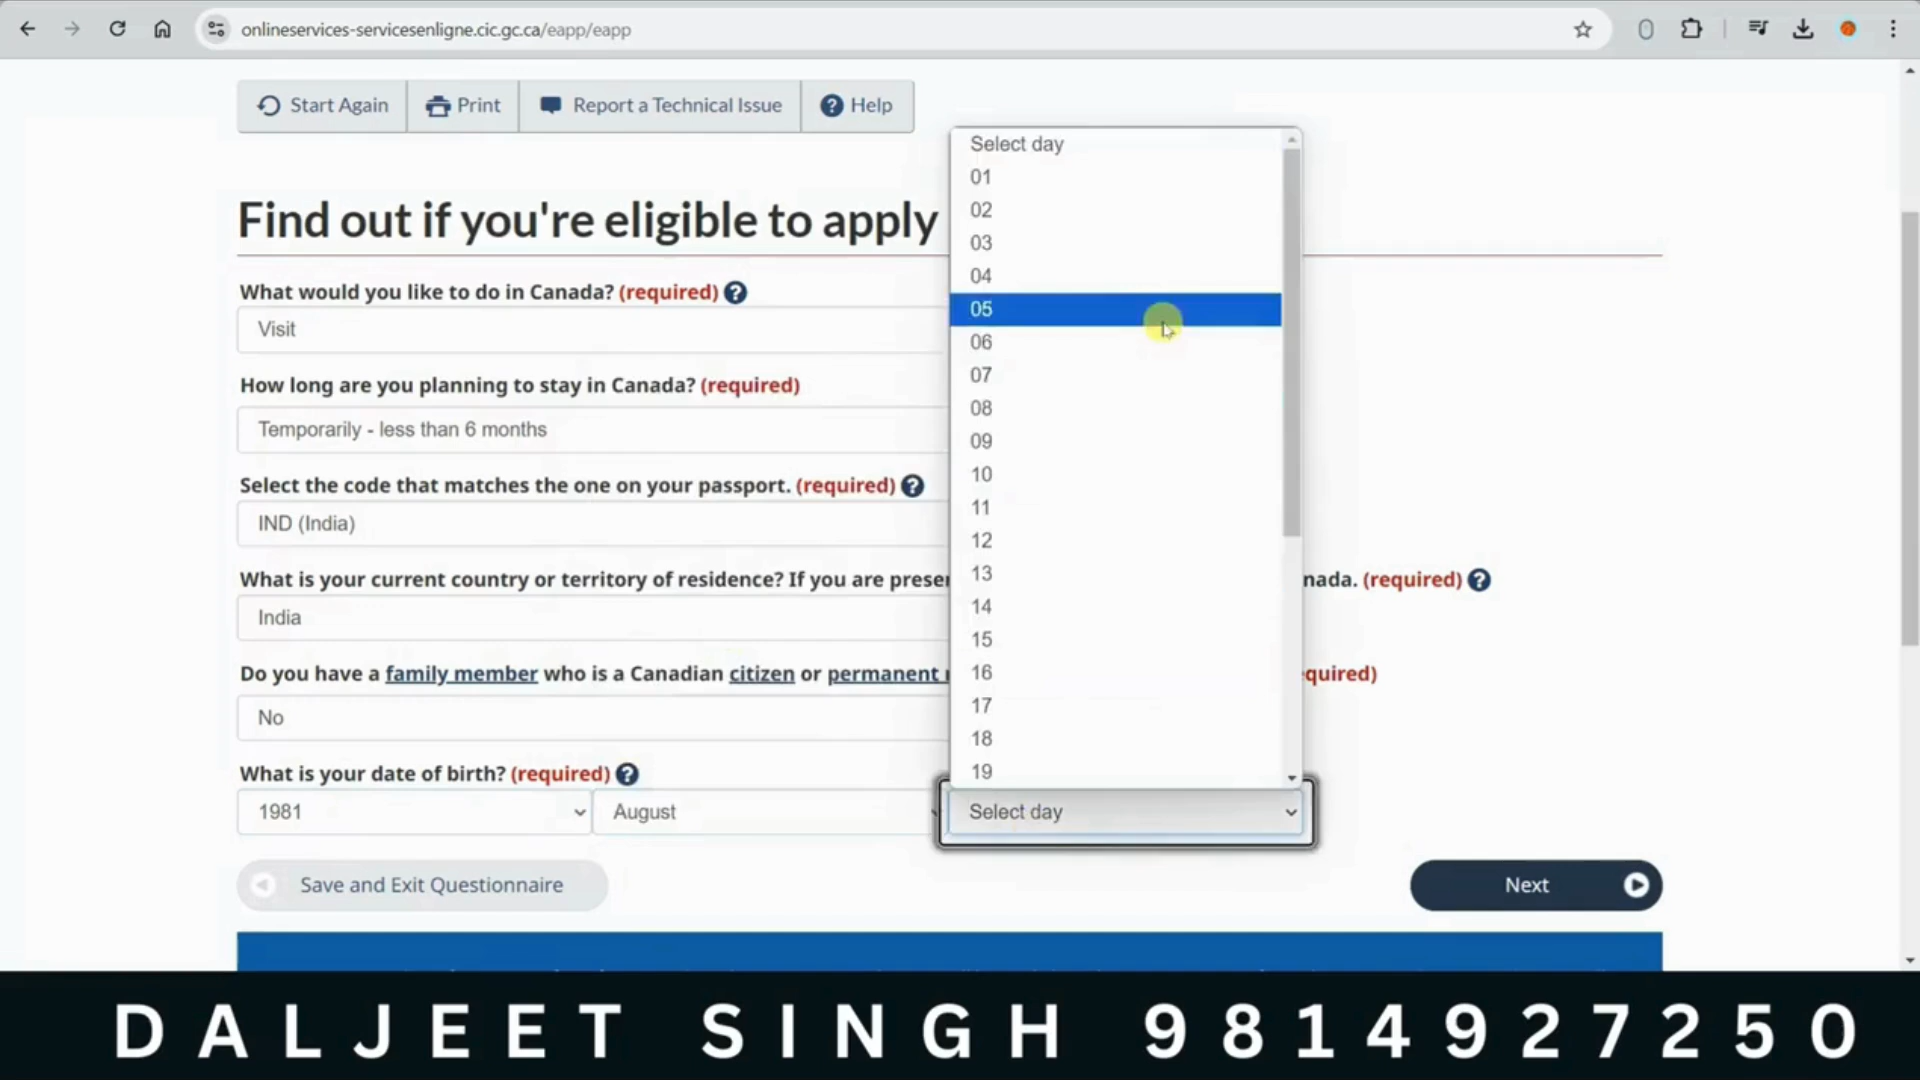 onlineservices-servicesenligne.cic.gc.ca/eapp/eapp
Start Again
Print
Report a Technical Issue
Help
Find out if you're eligible to apply
What would you like to do in Canada? (required)
Visit
How long are you planning to stay in Canada? (required)
Temporarily - less than 6 months
Select the code that matches the one on your passport. (required)
IND (India)
What is your current country or territory of residence? If you are presen
nada. (required)
India
Do you have a family member who is a Canadian citizen or permanent
quired)
No
What is your date of birth? (required)
1981
August
Select day
Select day
01
02
03
04
05
06
07
08
09
10
11
12
13
14
15
16
17
18
19
Save and Exit Questionnaire
Next
DALJEET SINGH 9814927250